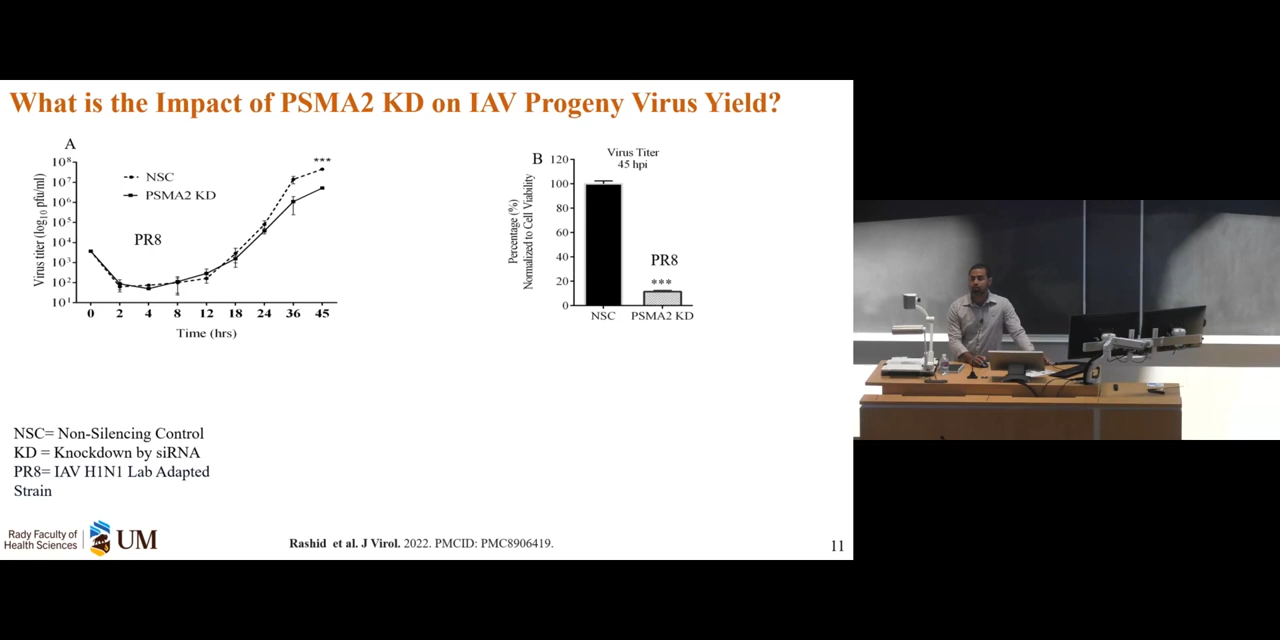 What is the Impact of PSMA2 KD on IAV Progeny Virus Yield?
A
10⁸
10⁷
10⁶
10⁵
10⁴
10³
10²
10¹
Virus titer (log₁₀ pfu/ml)
***
NSC
PSMA2 KD
PR8
0 2 4 8 12 18 24 36 45
Time (hrs)
B
Virus Titer
45 hpi
120
100
80
60
40
20
0
Percentage (%)
Normalized to Cell Viability
PR8
***
NSC PSMA2 KD
NSC= Non-Silencing Control
KD = Knockdown by siRNA
PR8= IAV H1N1 Lab Adapted
Strain
Rady Faculty of
Health Sciences
UM
Rashid et al. J Virol. 2022. PMCID: PMC8906419.
11